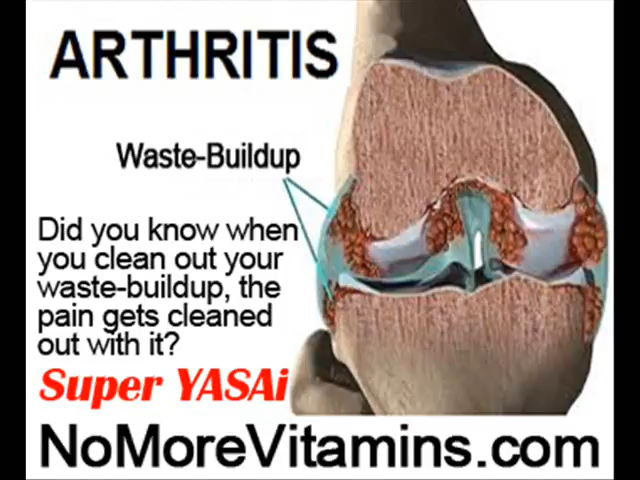 ARTHRITIS
Waste-Buildup
Did you know when
you clean out your
waste-buildup, the
pain gets cleaned
out with it?
Super YASAi
NoMoreVitamins.com